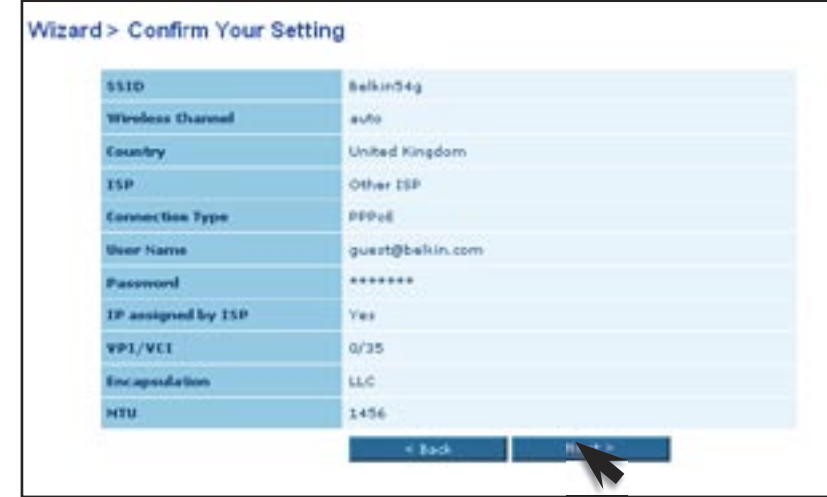 Wizard > Confirm Your Setting
SSID Belkin54g
Wireless Channel auto
Country United Kingdom
ISP Other ISP
Connection Type PPPoE
User Name guest@belkin.com
Password *******
IP assigned by ISP Yes
VPI/VCI 0/35
Encapsulation LLC
MTU 1456
< Back Next >